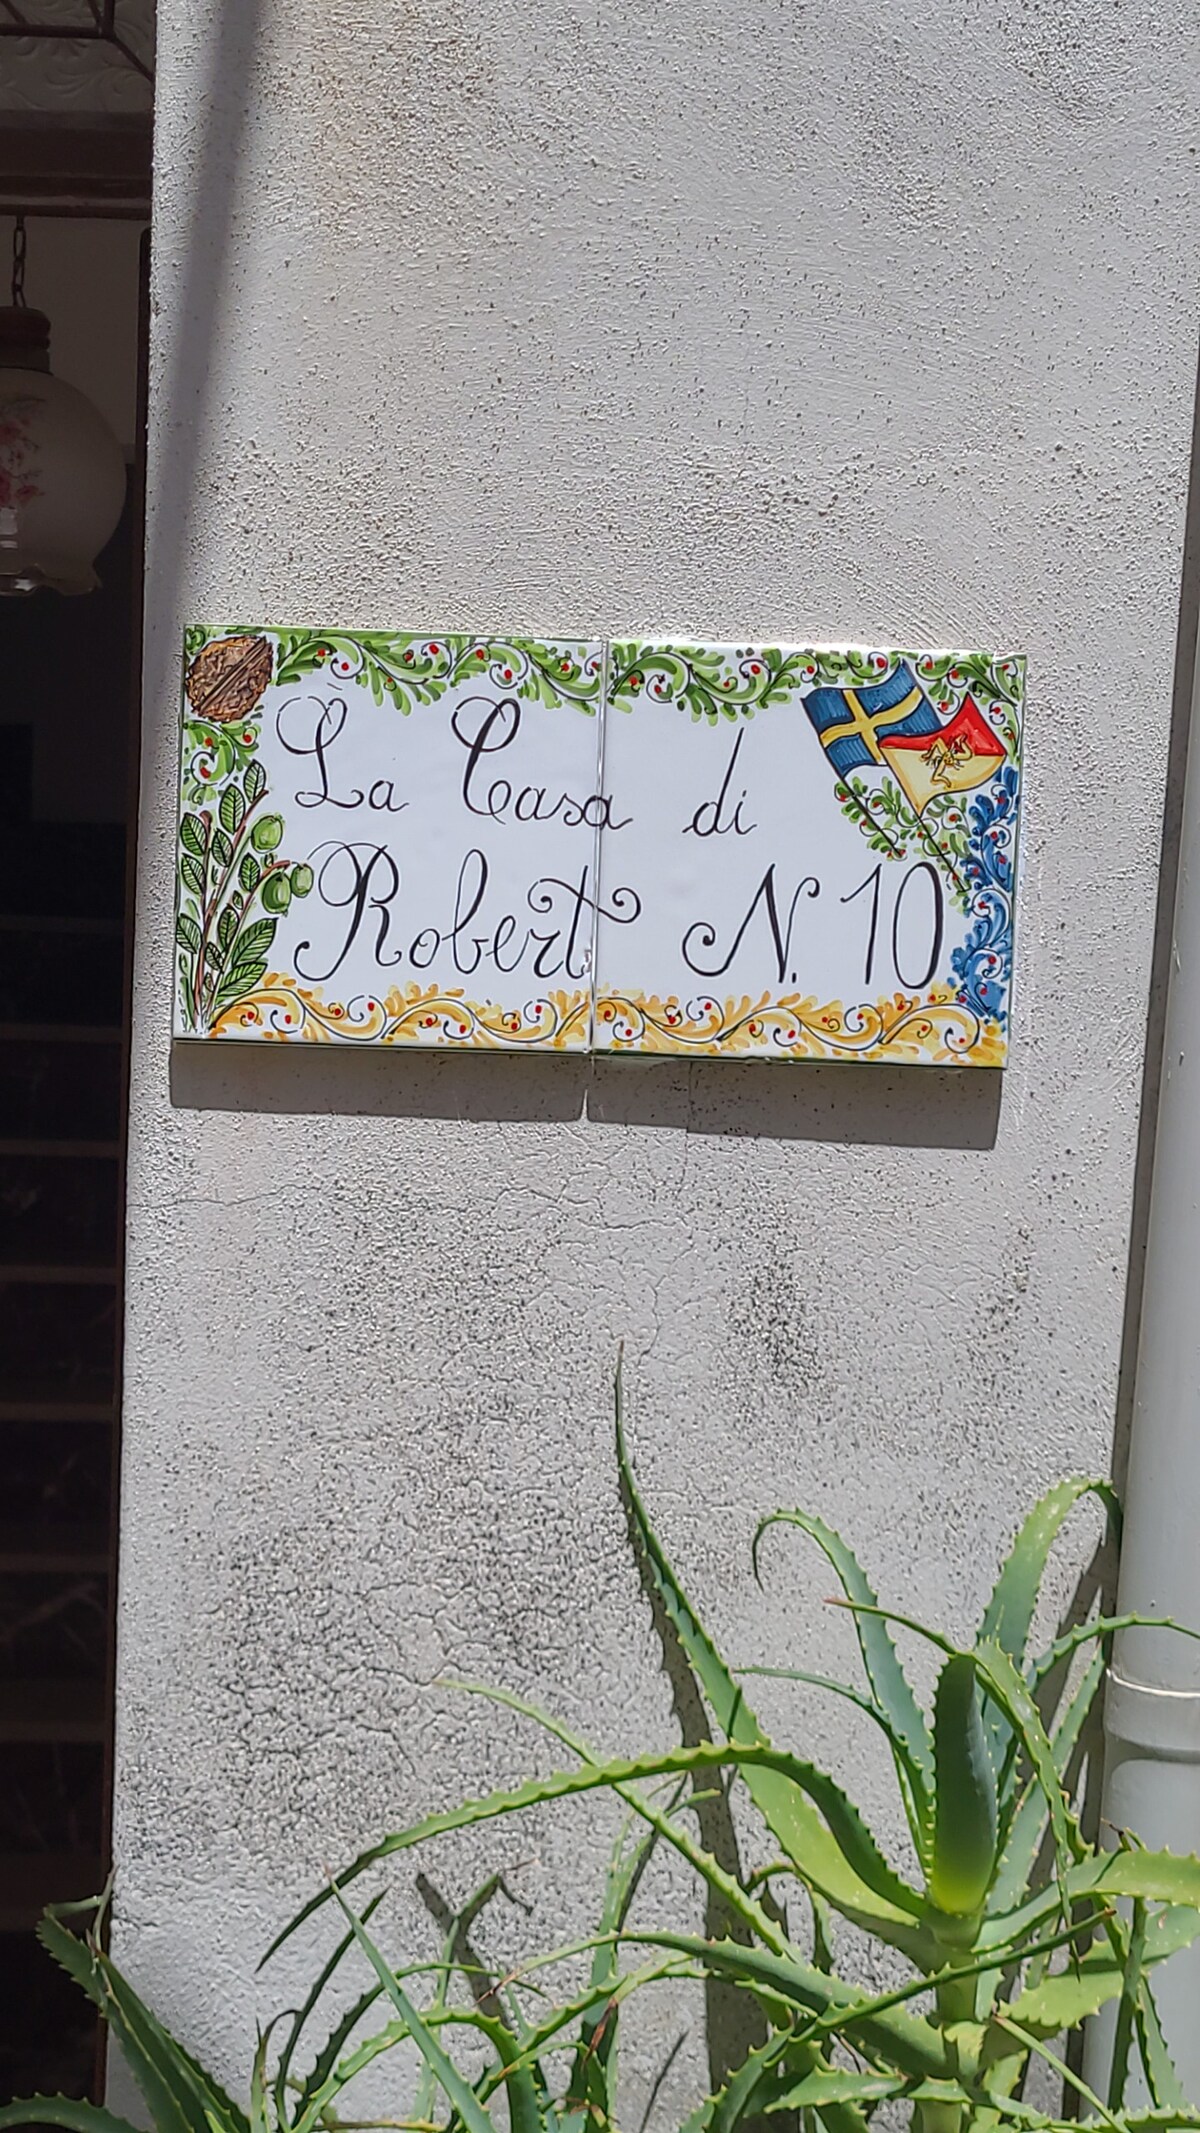 La Casa di
Robert N. 10